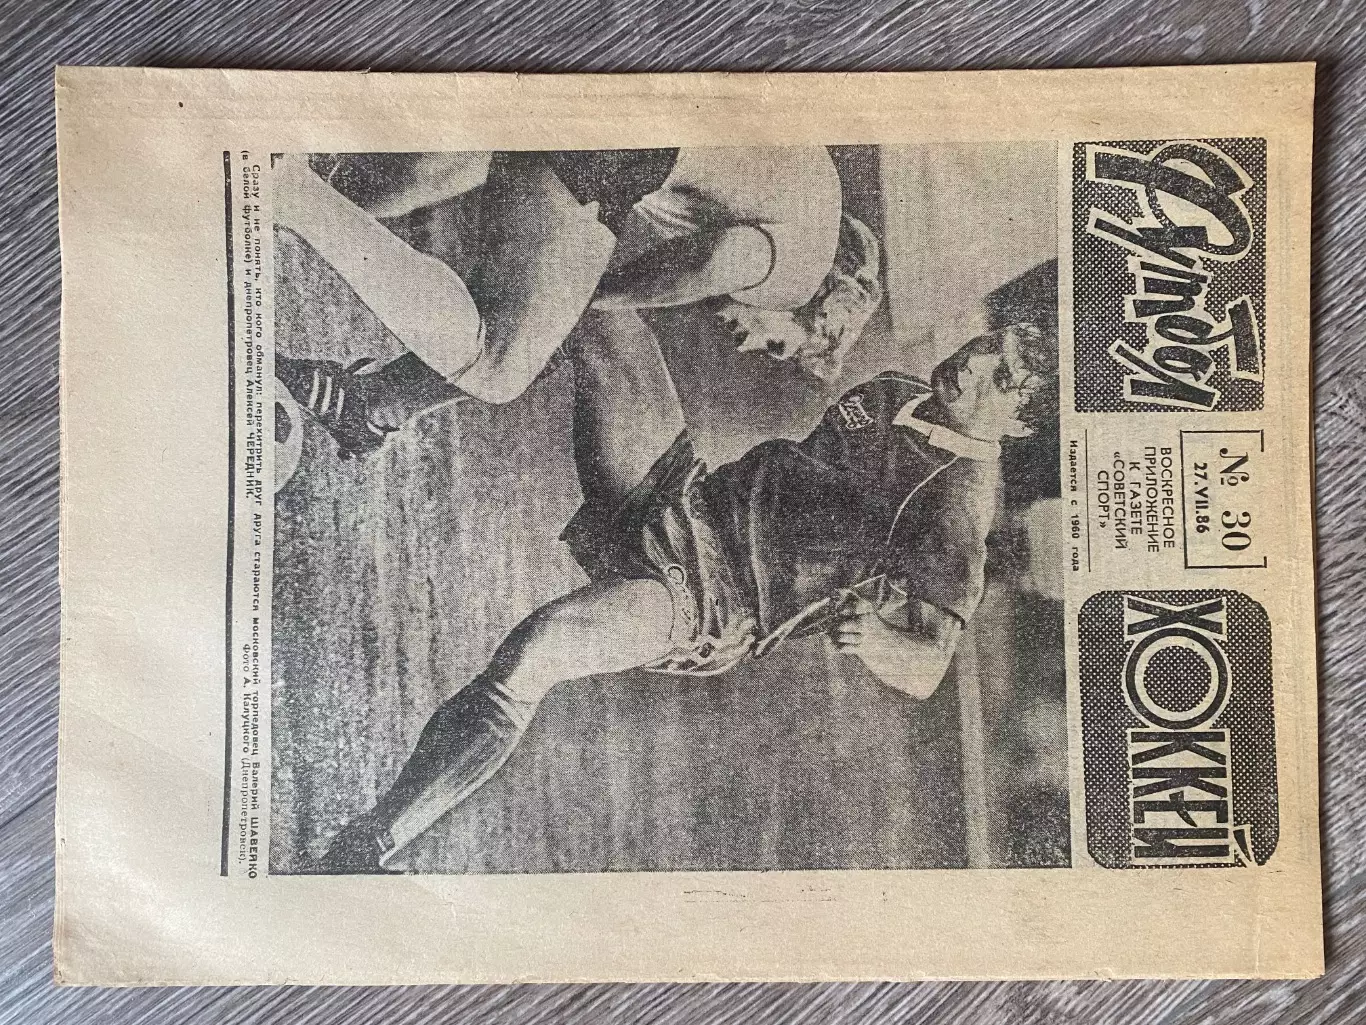 Футбол
№ 30
27.VII.86
ВОСКРЕСНОЕ
ПРИЛОЖЕНИЕ
К ГАЗЕТЕ
«СОВЕТСКИЙ
СПОРТ»
Издается с 1960 года
ХОККЕЙ
Сразу и не понять, кто кого обманул: перехитрить друг друга стараются московский торпедовец Валерий ШАВЕЙКО
(в белой футболке) и днепропетровец Алексей ЧЕРЕДНИК.
Фото А. Калуцкого (Днепропетровск).